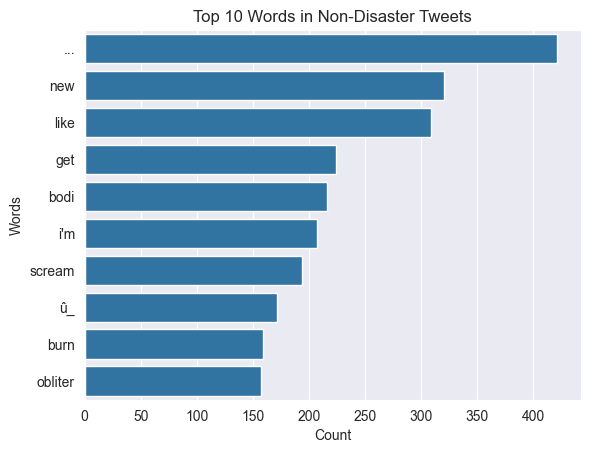 Top 10 Words in Non-Disaster Tweets
Words
...
new
like
get
bodi
i'm
scream
û_
burn
obliter
0 50 100 150 200 250 300 350 400
Count